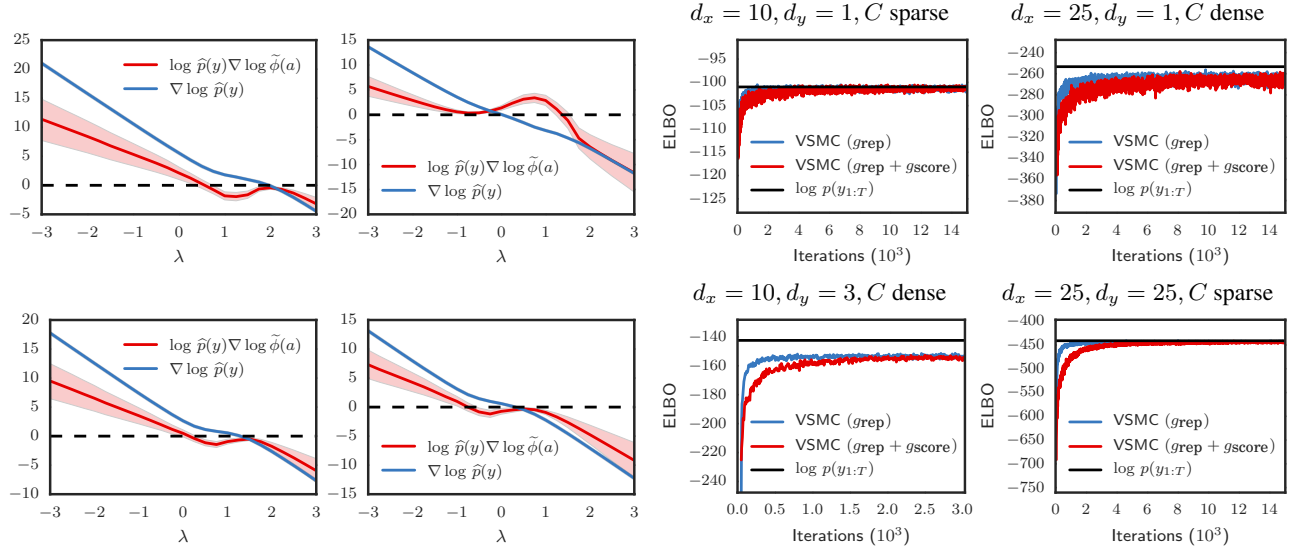 25
20
15
10
5
0
−5
log p̂(y)∇ log φ̃(a)
∇ log p̂(y)
−3 −2 −1 0 1 2 3
λ
15
10
5
0
−5
−10
−15
−20
log p̂(y)∇ log φ̃(a)
∇ log p̂(y)
−3 −2 −1 0 1 2 3
λ
d_x = 10, d_y = 1, C sparse
ELBO
−100
−105
−110
−115
−120
−125
VSMC (g_rep)
VSMC (g_rep + g_score)
log p(y_{1:T})
0 2 4 6 8 10 12 14
Iterations (10^3)
d_x = 25, d_y = 1, C dense
ELBO
−240
−260
−280
−300
−320
−340
−360
−380
VSMC (g_rep)
VSMC (g_rep + g_score)
log p(y_{1:T})
0 2 4 6 8 10 12 14
Iterations (10^3)
20
15
10
5
0
−5
−10
log p̂(y)∇ log φ̃(a)
∇ log p̂(y)
−3 −2 −1 0 1 2 3
λ
15
10
5
0
−5
−10
−15
log p̂(y)∇ log φ̃(a)
∇ log p̂(y)
−3 −2 −1 0 1 2 3
λ
d_x = 10, d_y = 3, C dense
ELBO
−140
−160
−180
−200
−220
−240
VSMC (g_rep)
VSMC (g_rep + g_score)
log p(y_{1:T})
0.0 0.5 1.0 1.5 2.0 2.5 3.0
Iterations (10^3)
d_x = 25, d_y = 25, C sparse
ELBO
−400
−450
−500
−550
−600
−650
−700
−750
VSMC (g_rep)
VSMC (g_rep + g_score)
log p(y_{1:T})
0 2 4 6 8 10 12 14
Iterations (10^3)